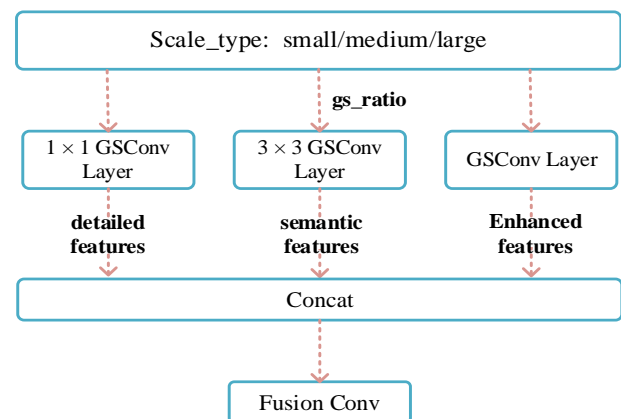 Scale_type: small/medium/large
gs_ratio
1 × 1 GSConv
Layer
3 × 3 GSConv
Layer
GSConv Layer
detailed
features
semantic
features
Enhanced
features
Concat
Fusion Conv